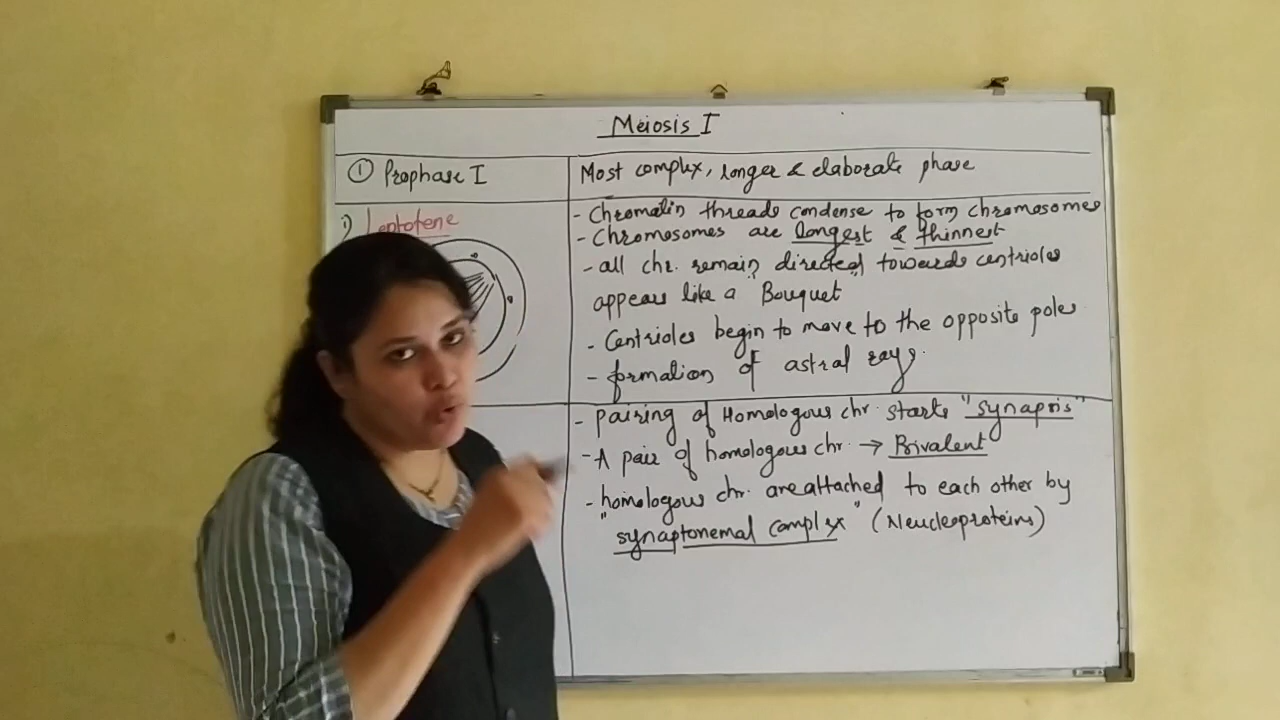 Meiosis I
① Prophase I
Most complex, longer & elaborate phase
i) Leptotene
- Chromatin threads condense to form chromosomes
- Chromosomes are longest & thinnest
- all chr. remain directed towards centrioles
appears like a "Bouquet"
- Centrioles begin to move to the opposite poles
- formation of astral rays.
- Pairing of Homologous chr. starts "synapsis"
- A pair of homologous chr. → Bivalent
- homologous chr. are attached to each other by
"synaptonemal complex" (Neucleoproteins)